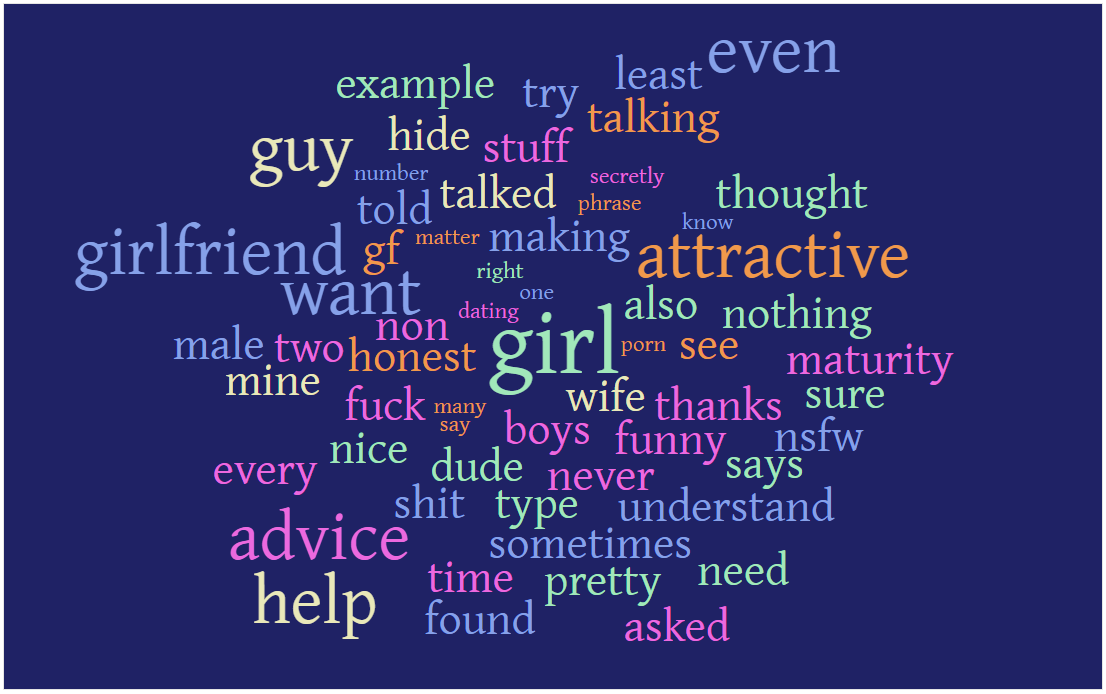 even
least
example
try
talking
hide
guy
stuff
number
secretly
talked
thought
phrase
told
know
girlfriend
gf
matter
making
attractive
right
want
one
also
dating
nothing
non
girl
male
two
honest
porn
see
maturity
mine
wife
sure
fuck
many
thanks
say
boys
funny
nsfw
nice
every
dude
never
says
shit
type
understand
advice
sometimes
time
pretty
need
help
found
asked